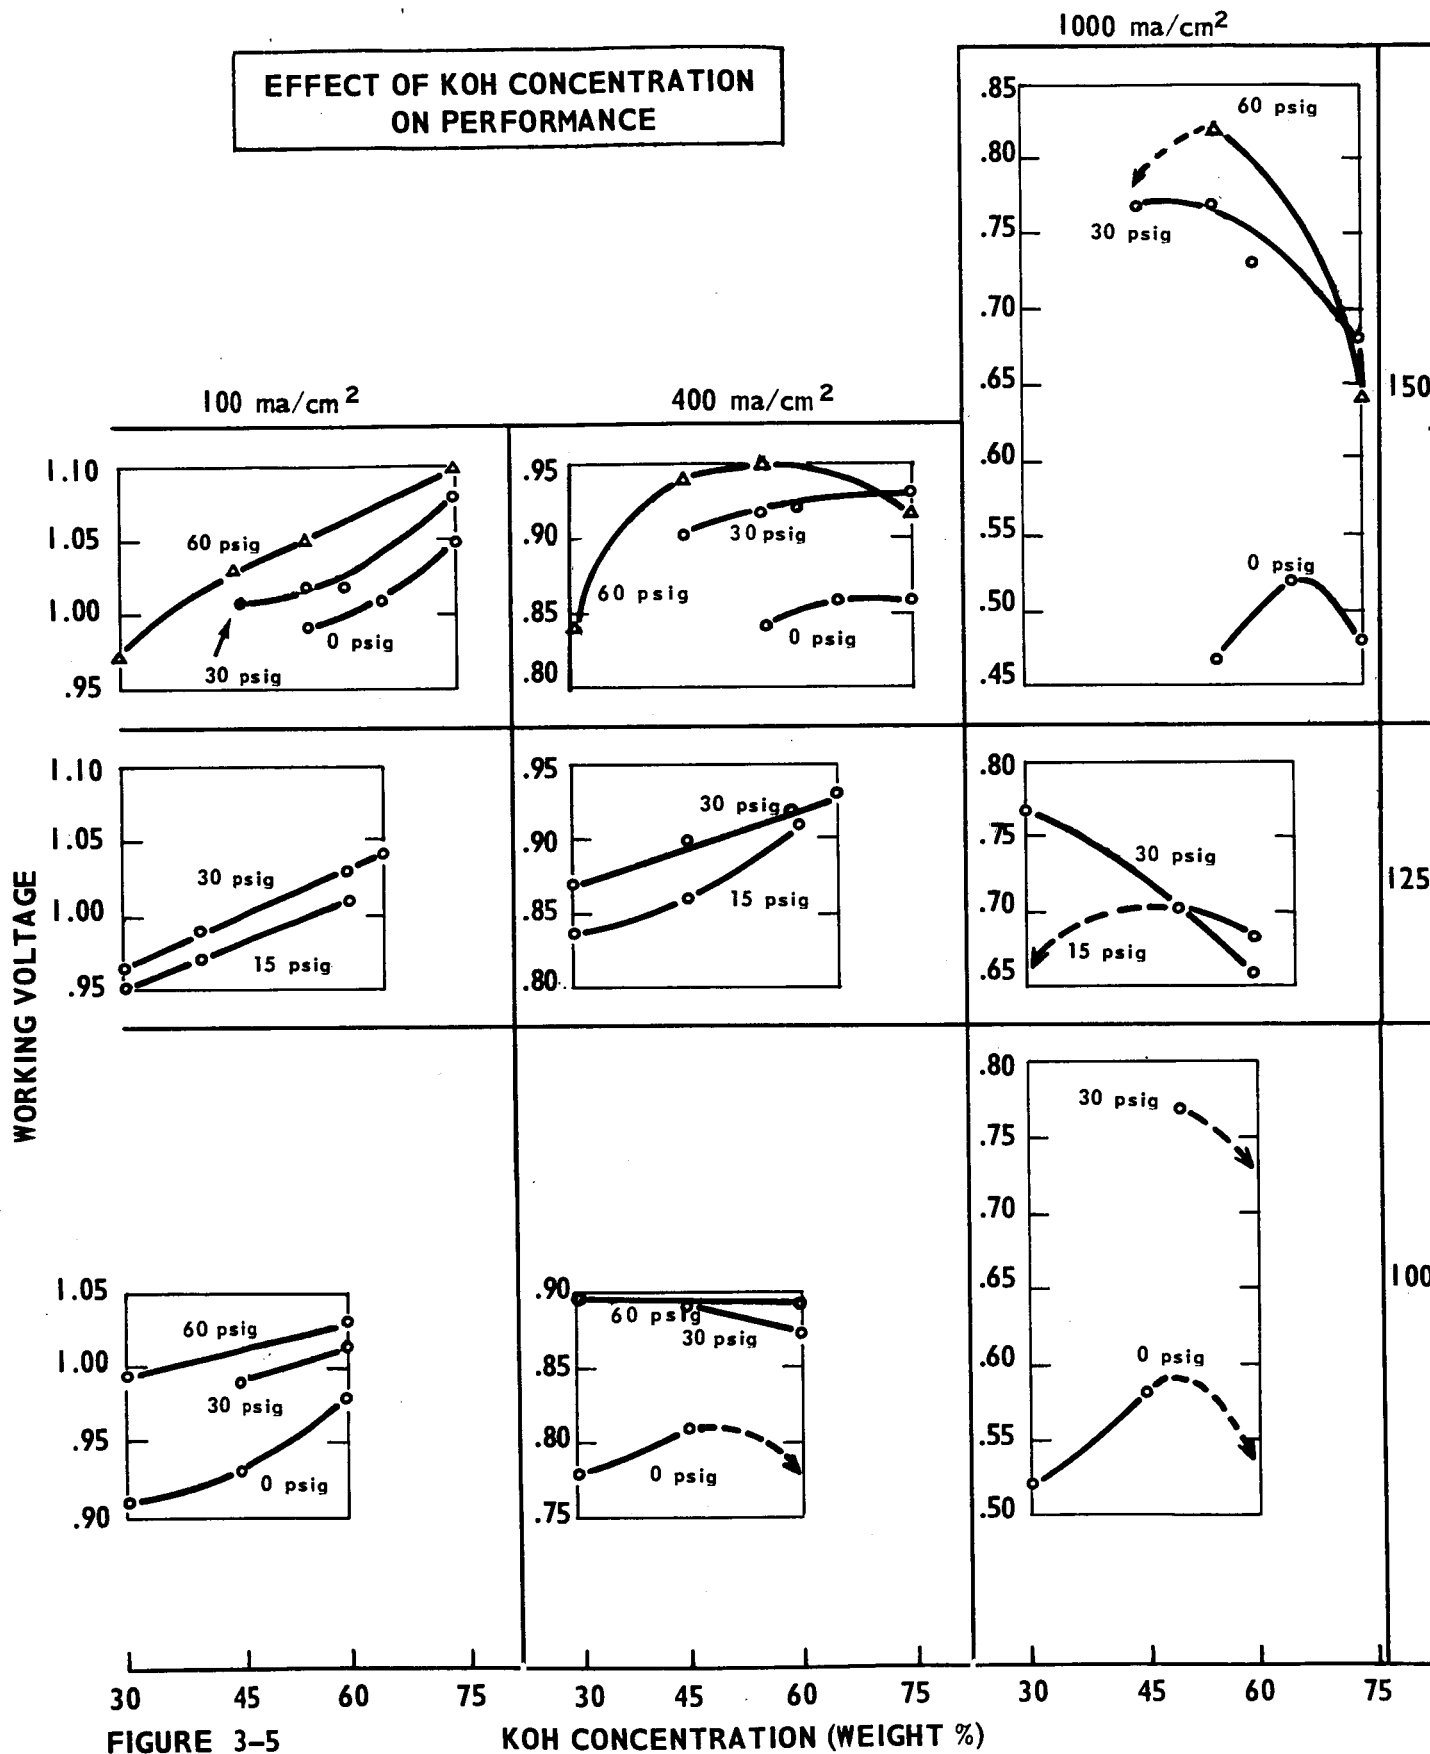 1000 ma/cm²
EFFECT OF KOH CONCENTRATION
ON PERFORMANCE
.85
.80
.75
.70
.65
.60
.55
.50
.45
60 psig
30 psig
0 psig
150
100 ma/cm²
400 ma/cm²
1.10
1.05
1.00
.95
60 psig
30 psig
0 psig
.95
.90
.85
.80
60 psig
30 psig
0 psig
WORKING VOLTAGE
1.10
1.05
1.00
.95
30 psig
15 psig
.95
.90
.85
.80
30 psig
15 psig
.80
.75
.70
.65
30 psig
15 psig
125
1.05
1.00
.95
.90
60 psig
30 psig
0 psig
.90
.85
.80
.75
60 psig
30 psig
0 psig
.80
.75
.70
.65
.60
.55
.50
30 psig
0 psig
100
30 45 60 75
30 45 60 75
30 45 60 75
FIGURE 3-5
KOH CONCENTRATION (WEIGHT %)